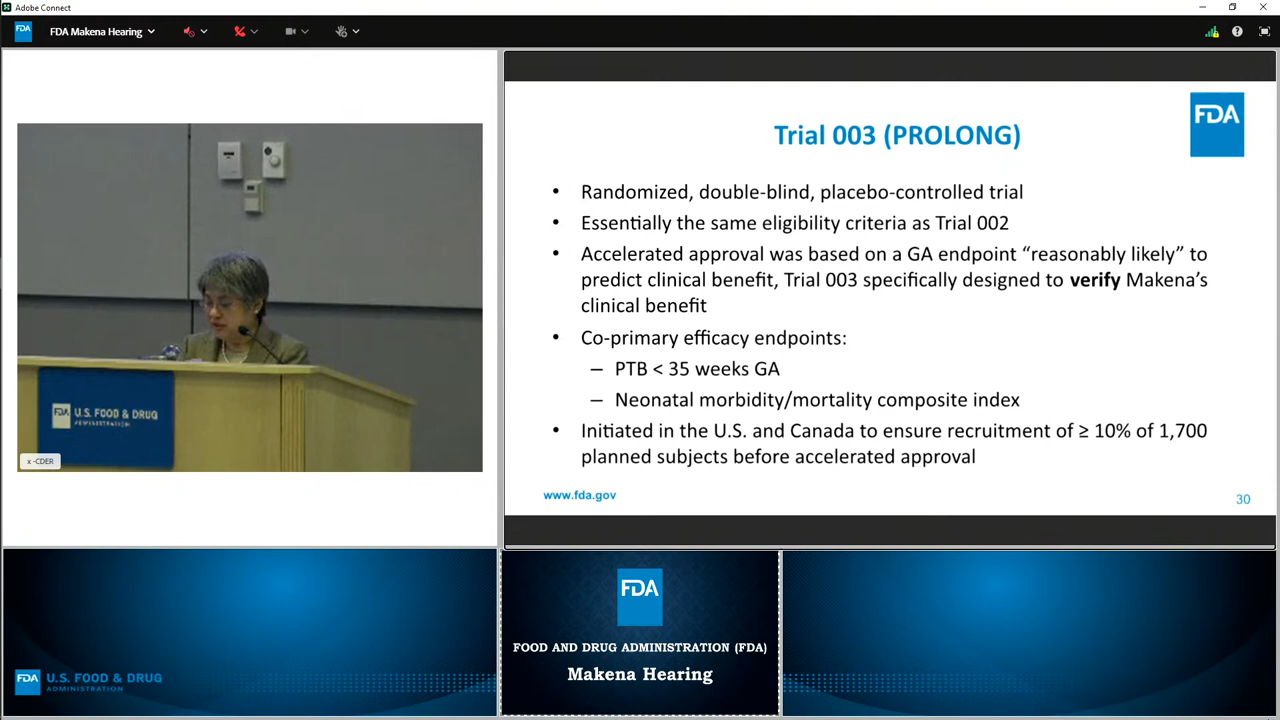 Adobe Connect
FDA
FDA Makena Hearing
FDA
Trial 003 (PROLONG)
• Randomized, double-blind, placebo-controlled trial
• Essentially the same eligibility criteria as Trial 002
• Accelerated approval was based on a GA endpoint “reasonably likely” to
predict clinical benefit, Trial 003 specifically designed to verify Makena’s
clinical benefit
• Co-primary efficacy endpoints:
– PTB < 35 weeks GA
– Neonatal morbidity/mortality composite index
• Initiated in the U.S. and Canada to ensure recruitment of ≥ 10% of 1,700
planned subjects before accelerated approval
www.fda.gov
30
FDA U.S. FOOD & DRUG
ADMINISTRATION
x -CDER
FDA
FOOD AND DRUG ADMINISTRATION (FDA)
Makena Hearing
FDA U.S. FOOD & DRUG
ADMINISTRATION